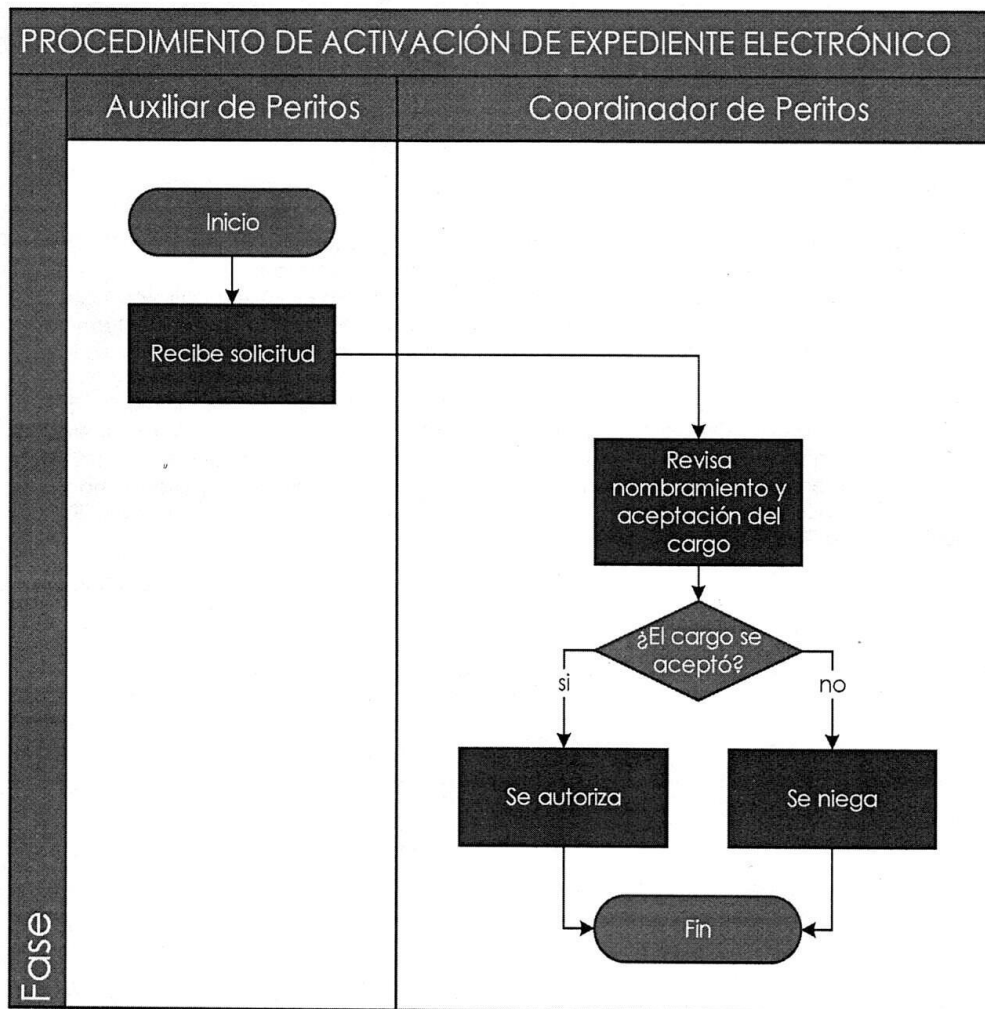 PROCEDIMIENTO DE ACTIVACIÓN DE EXPEDIENTE ELECTRÓNICO
Auxiliar de Peritos
Coordinador de Peritos
Inicio
Recibe solicitud
Revisa
nombramiento y
aceptación del
cargo
¿El cargo se
aceptó?
si
no
Se autoriza
Se niega
Fin
Fase